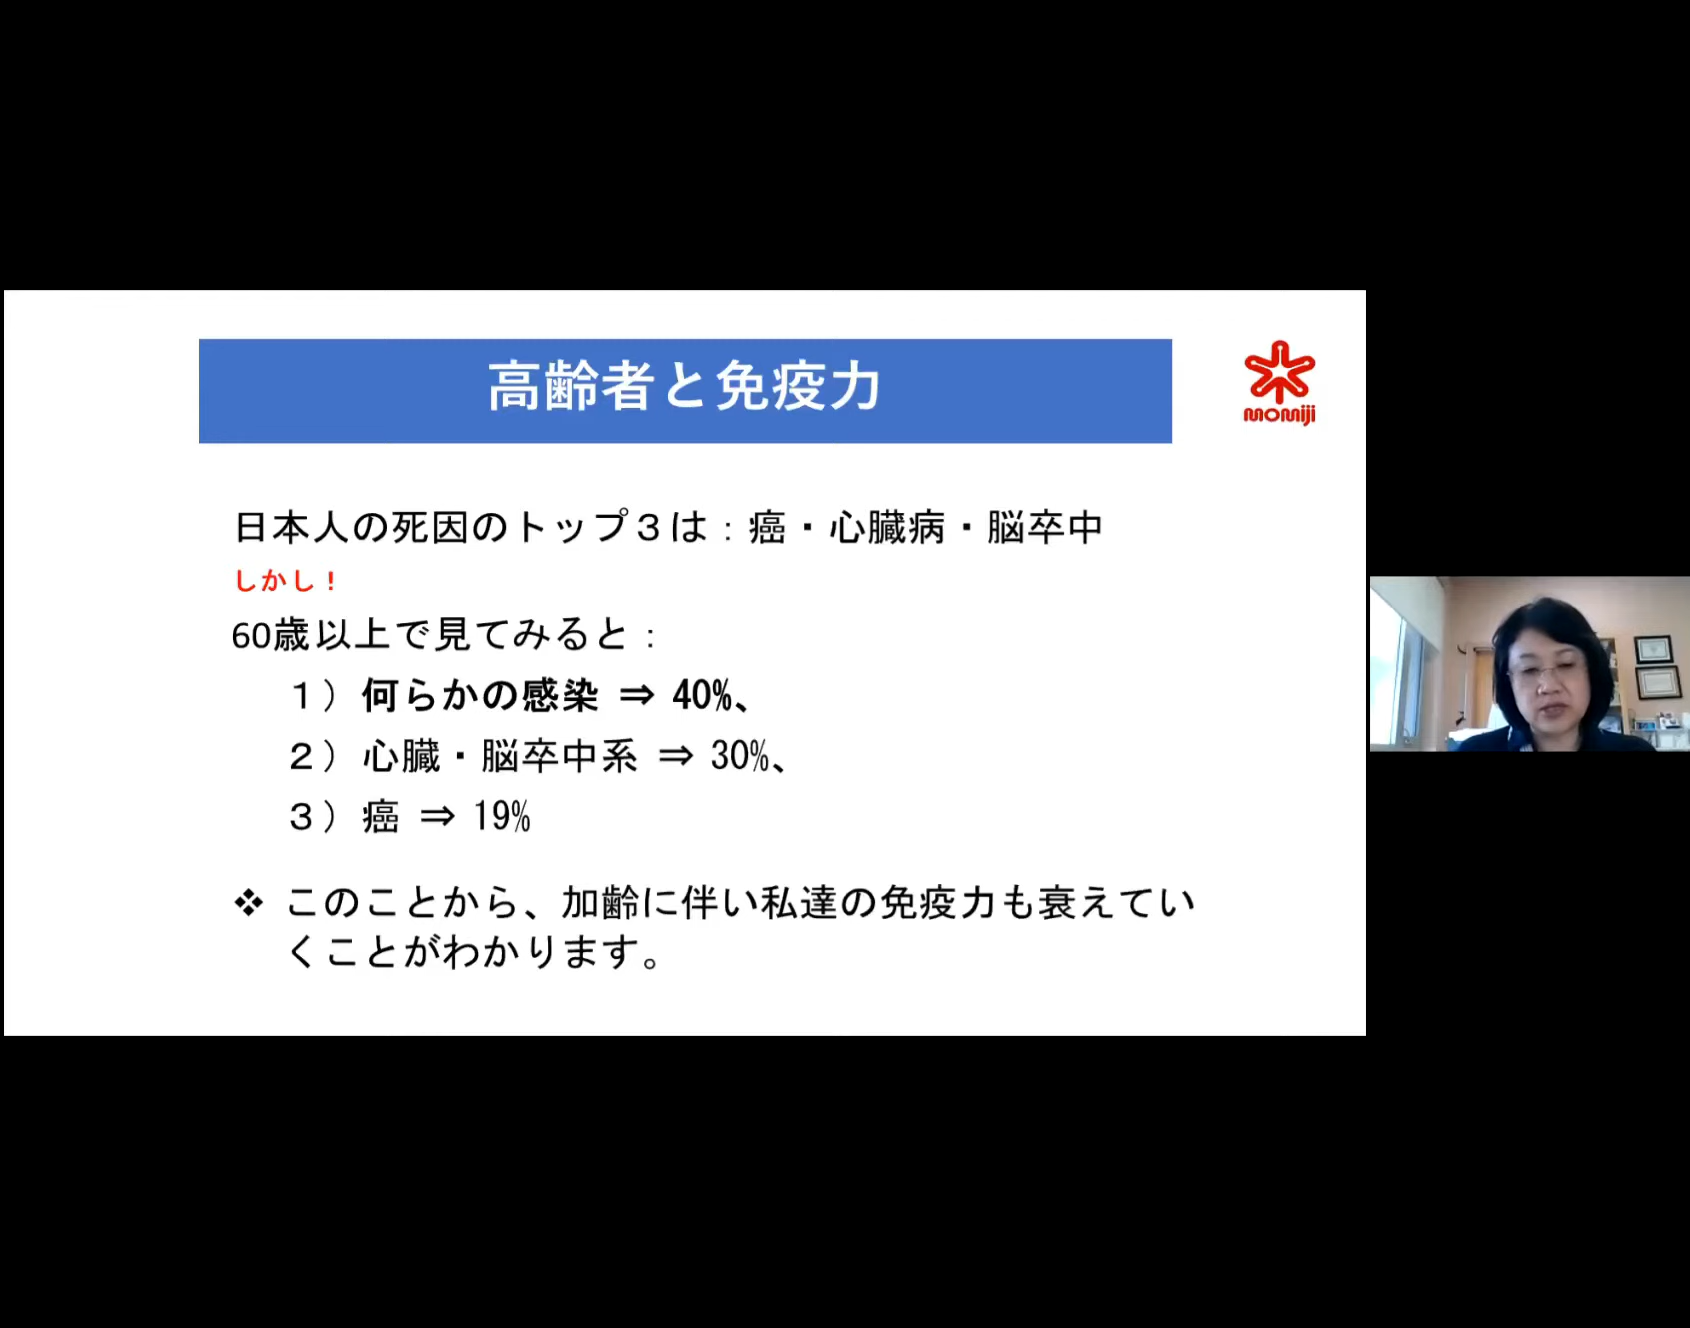 高齢者と免疫力
momiji
日本人の死因のトップ３は：癌・心臓病・脳卒中
しかし！
60歳以上で見てみると：
１）何らかの感染 ⇒ 40%、
２）心臓・脳卒中系 ⇒ 30%、
３）癌 ⇒ 19%
❖ このことから、加齢に伴い私達の免疫力も衰えてい
くことがわかります。